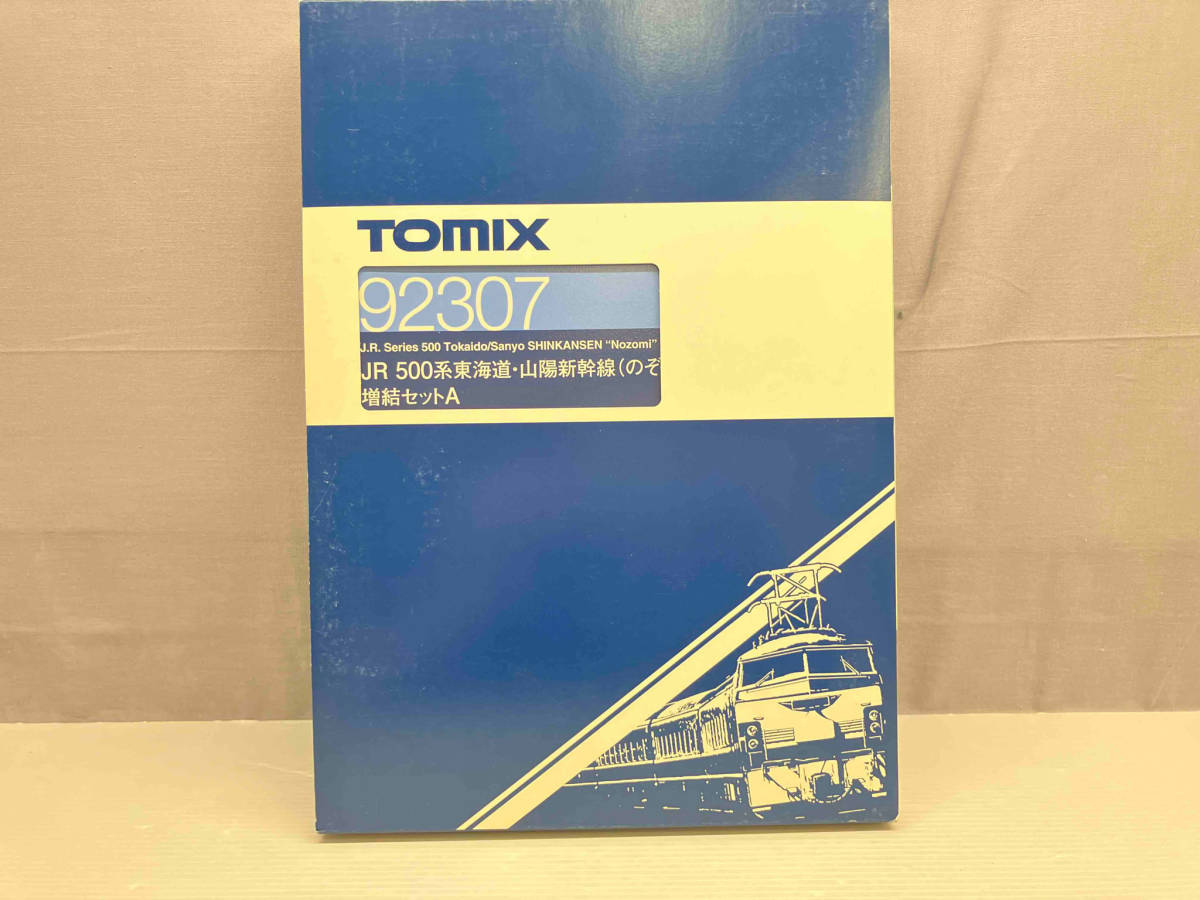 TOMIX
92307
J.R. Series 500 Tokaido/Sanyo SHINKANSEN “Nozomi”
JR 500系東海道・山陽新幹線(のぞ
増結セットA